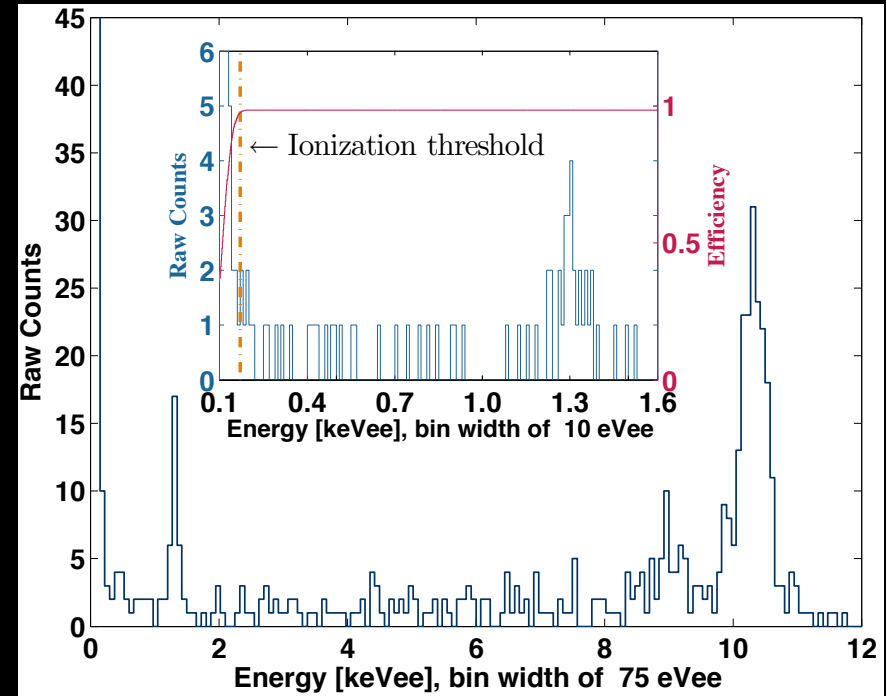 45
40
35
30
25
20
15
10
5
0
Raw Counts
0 2 4 6 8 10 12
Energy [keVee], bin width of 75 eVee
6
5
4
3
2
1
0
Raw Counts
← Ionization threshold
1
0.5
0
Efficiency
0.1 0.4 0.7 1.0 1.3 1.6
Energy [keVee], bin width of 10 eVee